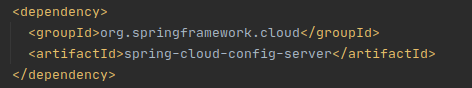 <dependency>
<groupId>org.springframework.cloud</groupId>
<artifactId>spring-cloud-config-server</artifactId>
</dependency>